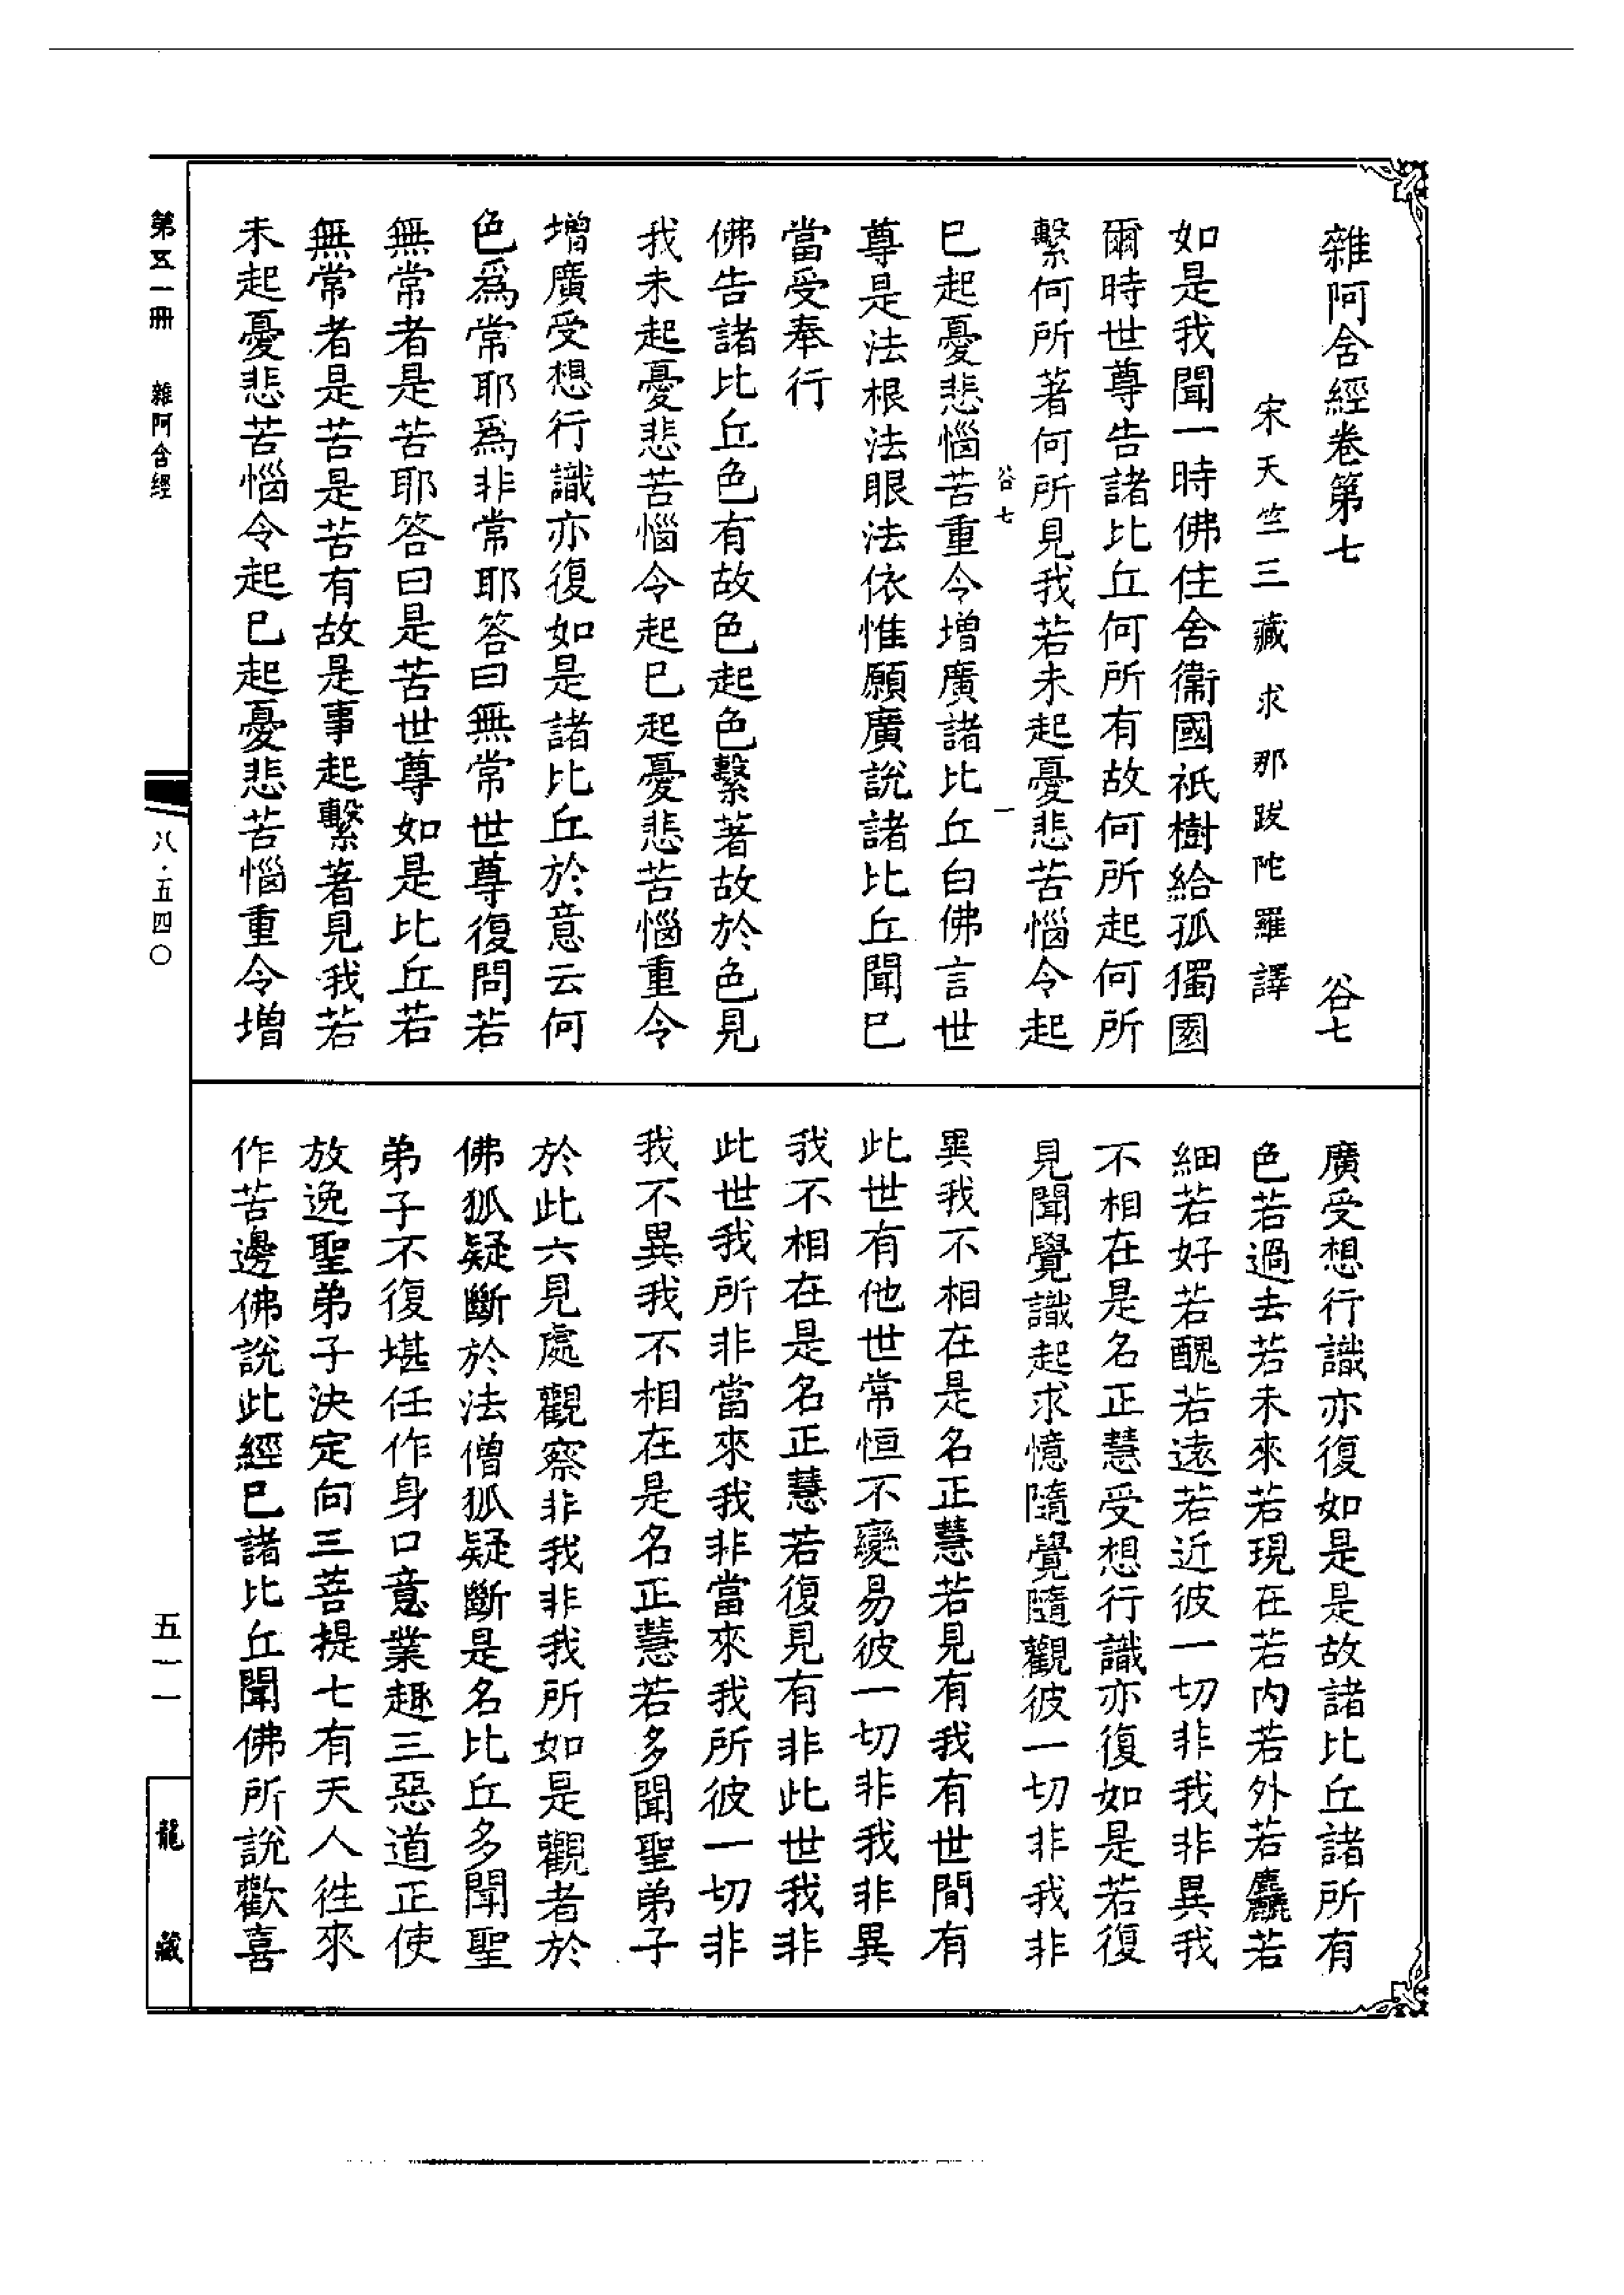 雜阿含經卷第七　谷七
宋天竺三藏求那跋陀羅譯
如是我聞一時佛住舍衞國祇樹給孤獨園
爾時世尊告諸比丘何所有故何所起何所
繫何所著何所見我若未起憂悲苦惱令起
谷七　一
已起憂悲惱苦重令增廣諸比丘白佛言世
尊是法根法眼法依惟願廣說諸比丘聞已
當受奉行
佛告諸比丘色有故色起色繫著故於色見
我未起憂悲苦惱令起已起憂悲苦惱重令
增廣受想行識亦復如是諸比丘於意云何
色爲常耶爲非常耶答曰無常世尊復問若
無常者是苦耶答曰是苦世尊如是比丘若
無常者是苦是苦有故是事起繫著見我若
未起憂悲苦惱令起已起憂悲苦惱重令增
廣受想行識亦復如是是故諸比丘諸所有
色若過去若未來若現在若內若外若麤若
細若好若醜若遠若近彼一切非我非異我
不相在是名正慧受想行識亦復如是若復
見聞覺識起求憶隨覺隨觀彼一切非我非
異我不相在是名正慧若見有我有世間有
此世有他世常恒不變易彼一切非我非異
我不相在是名正慧若復見有非此世我非
此世我所非當來我非當來我所彼一切非
我不異我不相在是名正慧若多聞聖弟子
於此六見處觀察非我非我所如是觀者於
佛狐疑斷於法僧狐疑斷是名比丘多聞聖
弟子不復堪任作身口意業趣三惡道正使
放逸聖弟子決定向三菩提七有天人徃來
作苦邊佛說此經已諸比丘聞佛所說歡喜
第五一冊　雜阿含經
八·五四〇
五一一
龍藏